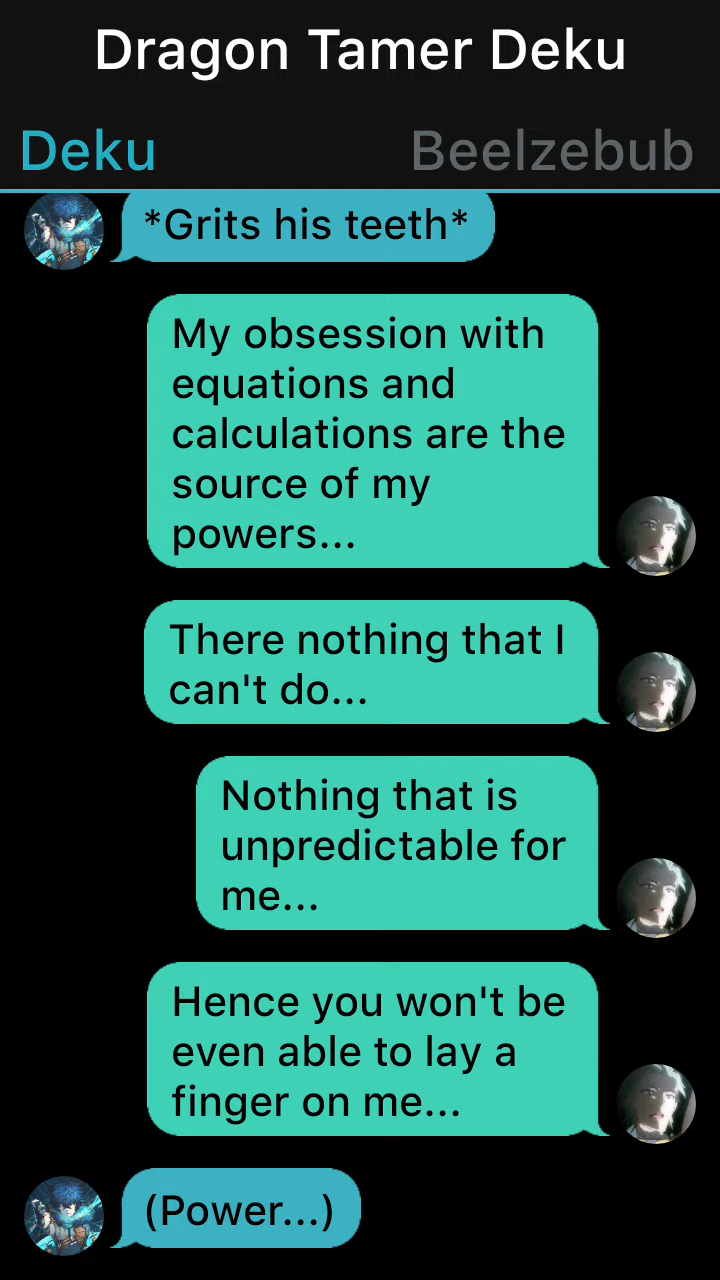 Dragon Tamer Deku
Deku
Beelzebub
*Grits his teeth*
My obsession with
equations and
calculations are the
source of my
powers...
There nothing that I
can't do...
Nothing that is
unpredictable for
me...
Hence you won't be
even able to lay a
finger on me...
(Power...)